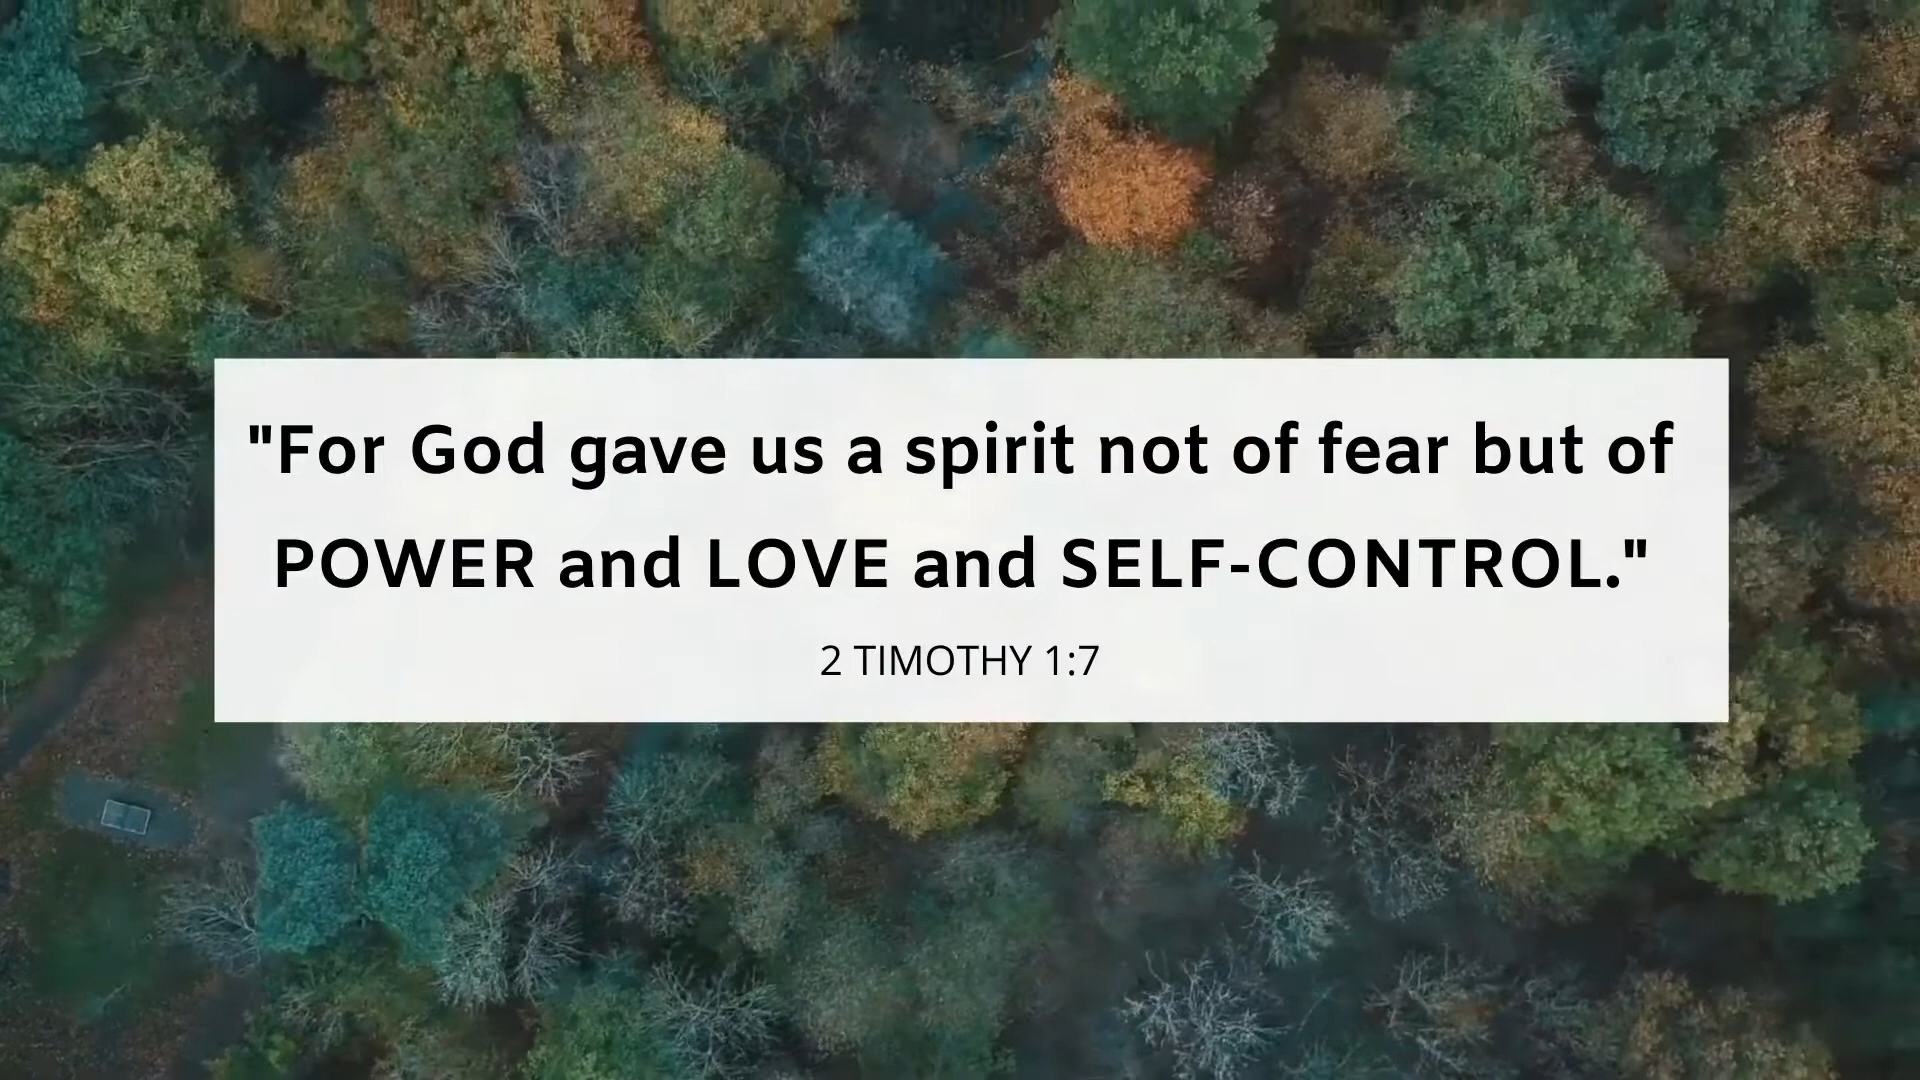 "For God gave us a spirit not of fear but of
POWER and LOVE and SELF-CONTROL."
2 TIMOTHY 1:7